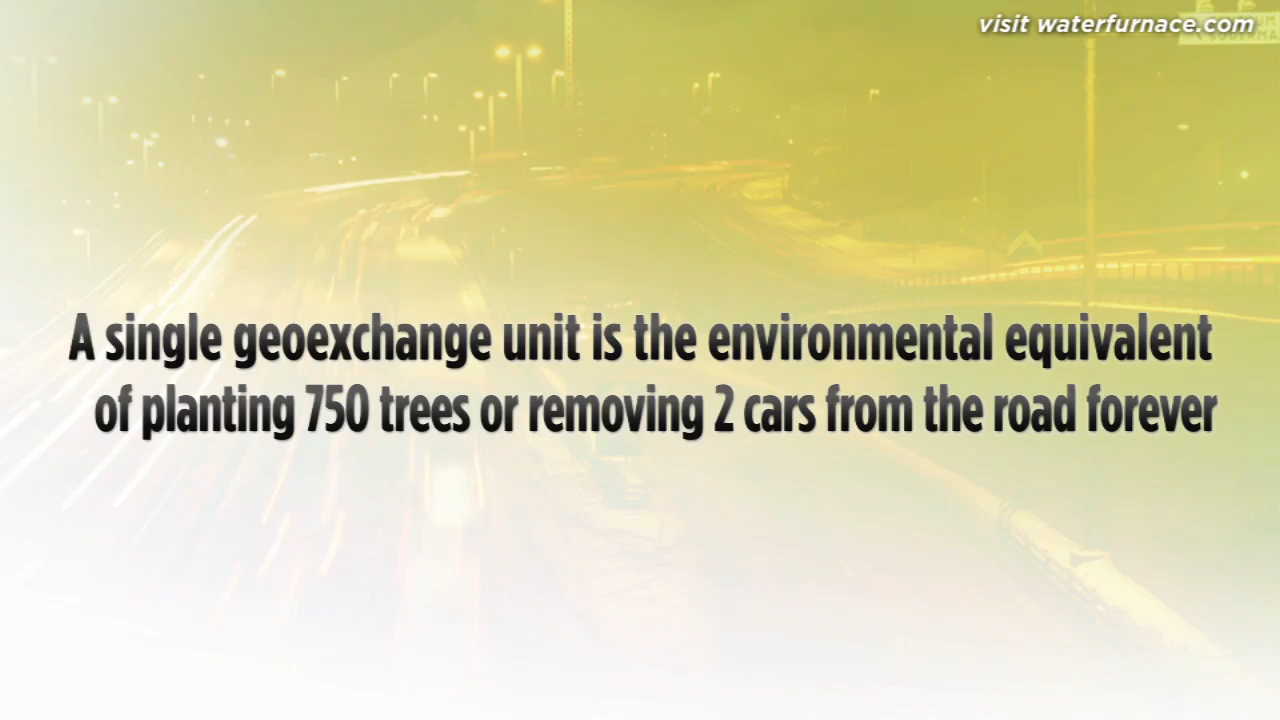 visit waterfurnace.com
A single geoexchange unit is the environmental equivalent
of planting 750 trees or removing 2 cars from the road forever